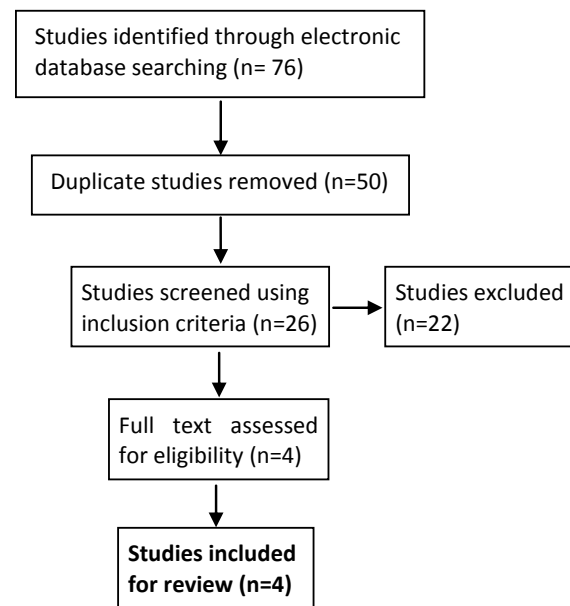 Studies identified through electronic
database searching (n= 76)
Duplicate studies removed (n=50)
Studies screened using
inclusion criteria (n=26)
Studies excluded
(n=22)
Full text assessed
for eligibility (n=4)
Studies included
for review (n=4)